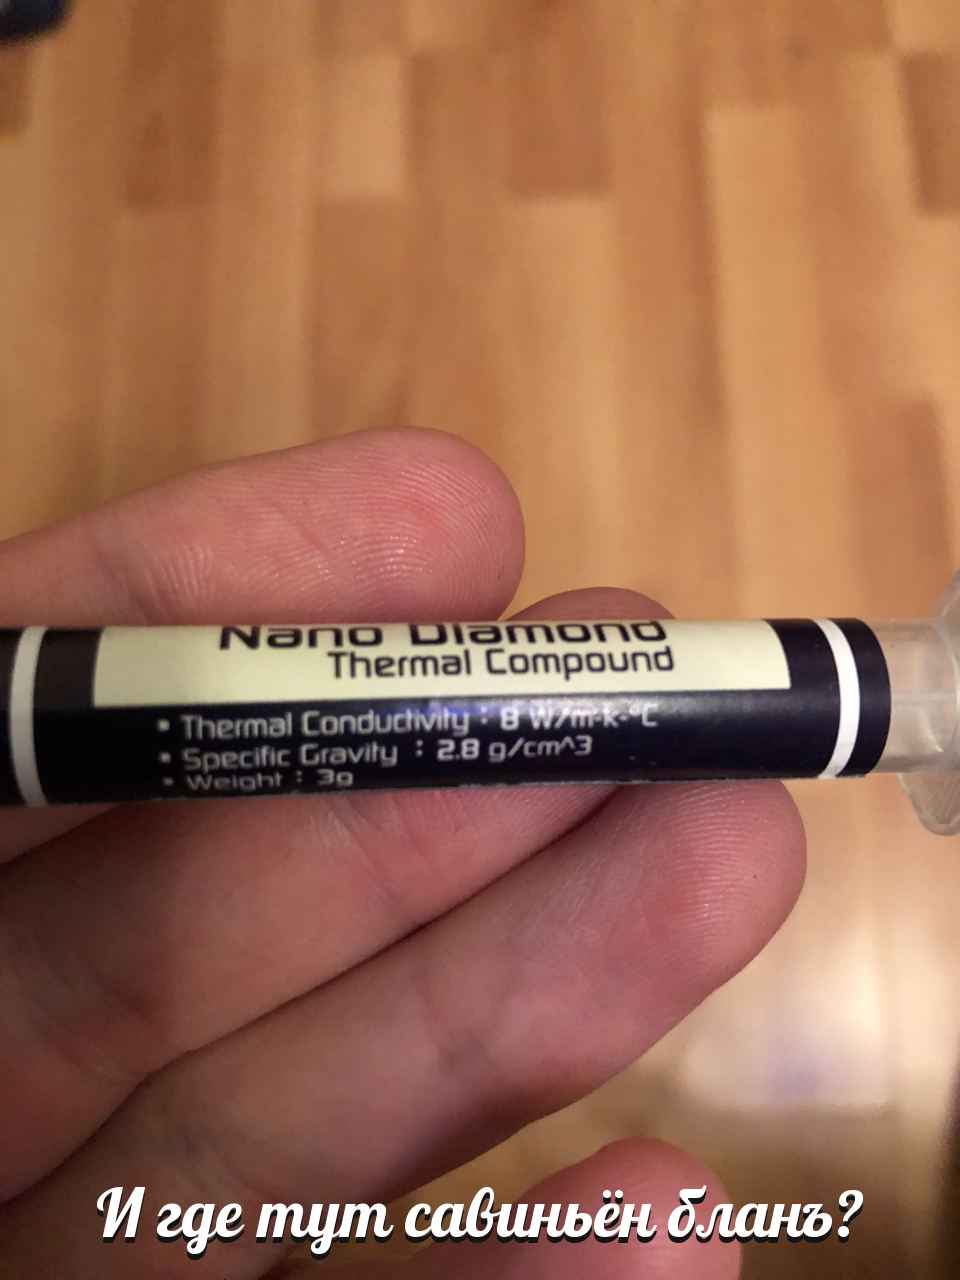 Nano Diamond
Thermal Compound
• Thermal Conductivity : 8 W/m-k-°C
• Specific Gravity : 2.8 g/cm^3
• Weight : 3g
И где тут савиньён бланъ?